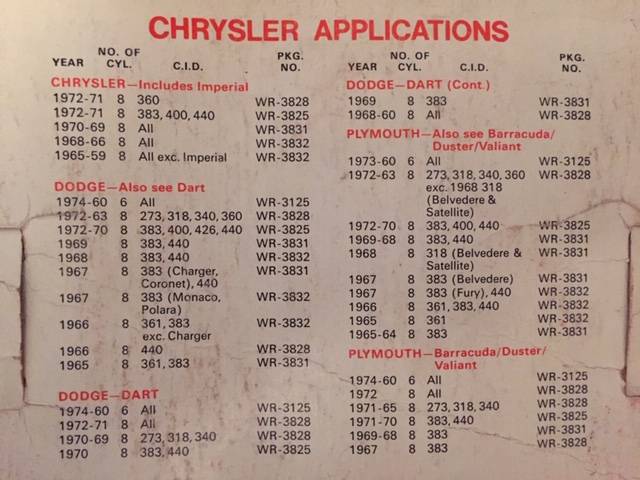 CHRYSLER APPLICATIONS
YEAR NO. OF CYL. C.I.D. PKG. NO.
CHRYSLER—Includes Imperial
1972-71 8 360 WR-3828
1972-71 8 383, 400, 440 WR-3825
1970-69 8 All WR-3831
1968-66 8 All WR-3832
1965-59 8 All exc. Imperial WR-3832
DODGE—Also see Dart
1974-60 6 All WR-3125
1972-63 8 273, 318, 340, 360 WR-3828
1972-70 8 383, 400, 426, 440 WR-3825
1969 8 383, 440 WR-3831
1968 8 383, 440 WR-3832
1967 8 383 (Charger, WR-3831
Coronet), 440
1967 8 383 (Monaco, WR-3832
Polara)
1966 8 361, 383 WR-3832
exc. Charger
1966 8 440 WR-3828
1965 8 361, 383 WR-3831
DODGE—DART
1974-60 6 All WR-3125
1972-71 8 All WR-3828
1970-69 8 273, 318, 340 WR-3828
1970 8 383, 440 WR-3825
YEAR NO. OF CYL. C.I.D. PKG. NO.
DODGE—DART (Cont.)
1969 8 383 WR-3831
1968-60 8 All WR-3828
PLYMOUTH—Also see Barracuda/
Duster/Valiant
1973-60 6 All WR-3125
1972-63 8 273, 318, 340, 360 WR-3828
exc. 1968 318
(Belvedere &
Satellite)
1972-70 8 383, 400, 440 WR-3825
1969-68 8 383, 440 WR-3831
1968 8 318 (Belvedere & WR-3831
Satellite)
1967 8 383 (Belvedere) WR-3831
1967 8 383 (Fury), 440 WR-3832
1966 8 361, 383, 440 WR-3832
1965 8 361 WR-3832
1965-64 8 383 WR-3831
PLYMOUTH—Barracuda/Duster/
Valiant
1974-60 6 All WR-3125
1972 8 All WR-3828
1971-65 8 273, 318, 340 WR-3828
1971-70 8 383, 440 WR-3825
1969-68 8 383 WR-3831
1967 8 383 WR-3828